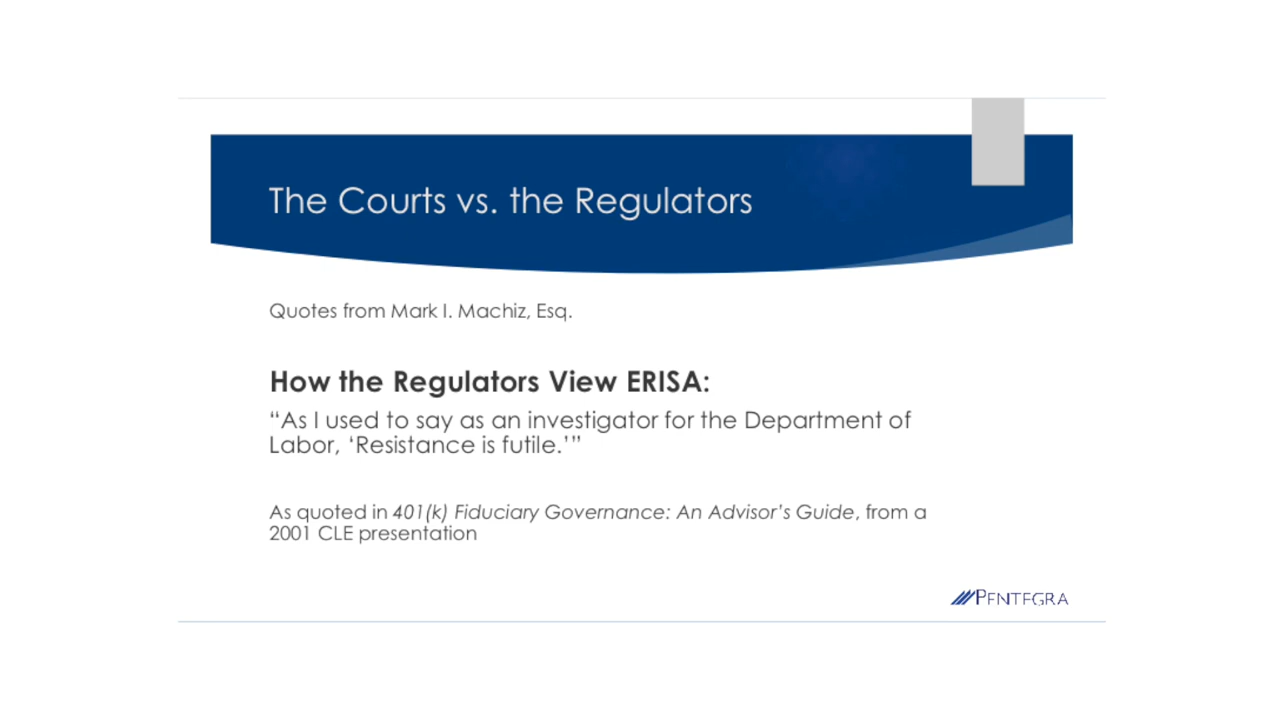 The Courts vs. the Regulators
Quotes from Mark I. Machiz, Esq.
How the Regulators View ERISA:
“As I used to say as an investigator for the Department of
Labor, ‘Resistance is futile.’”
As quoted in 401(k) Fiduciary Governance: An Advisor’s Guide, from a
2001 CLE presentation
PENTEGRA